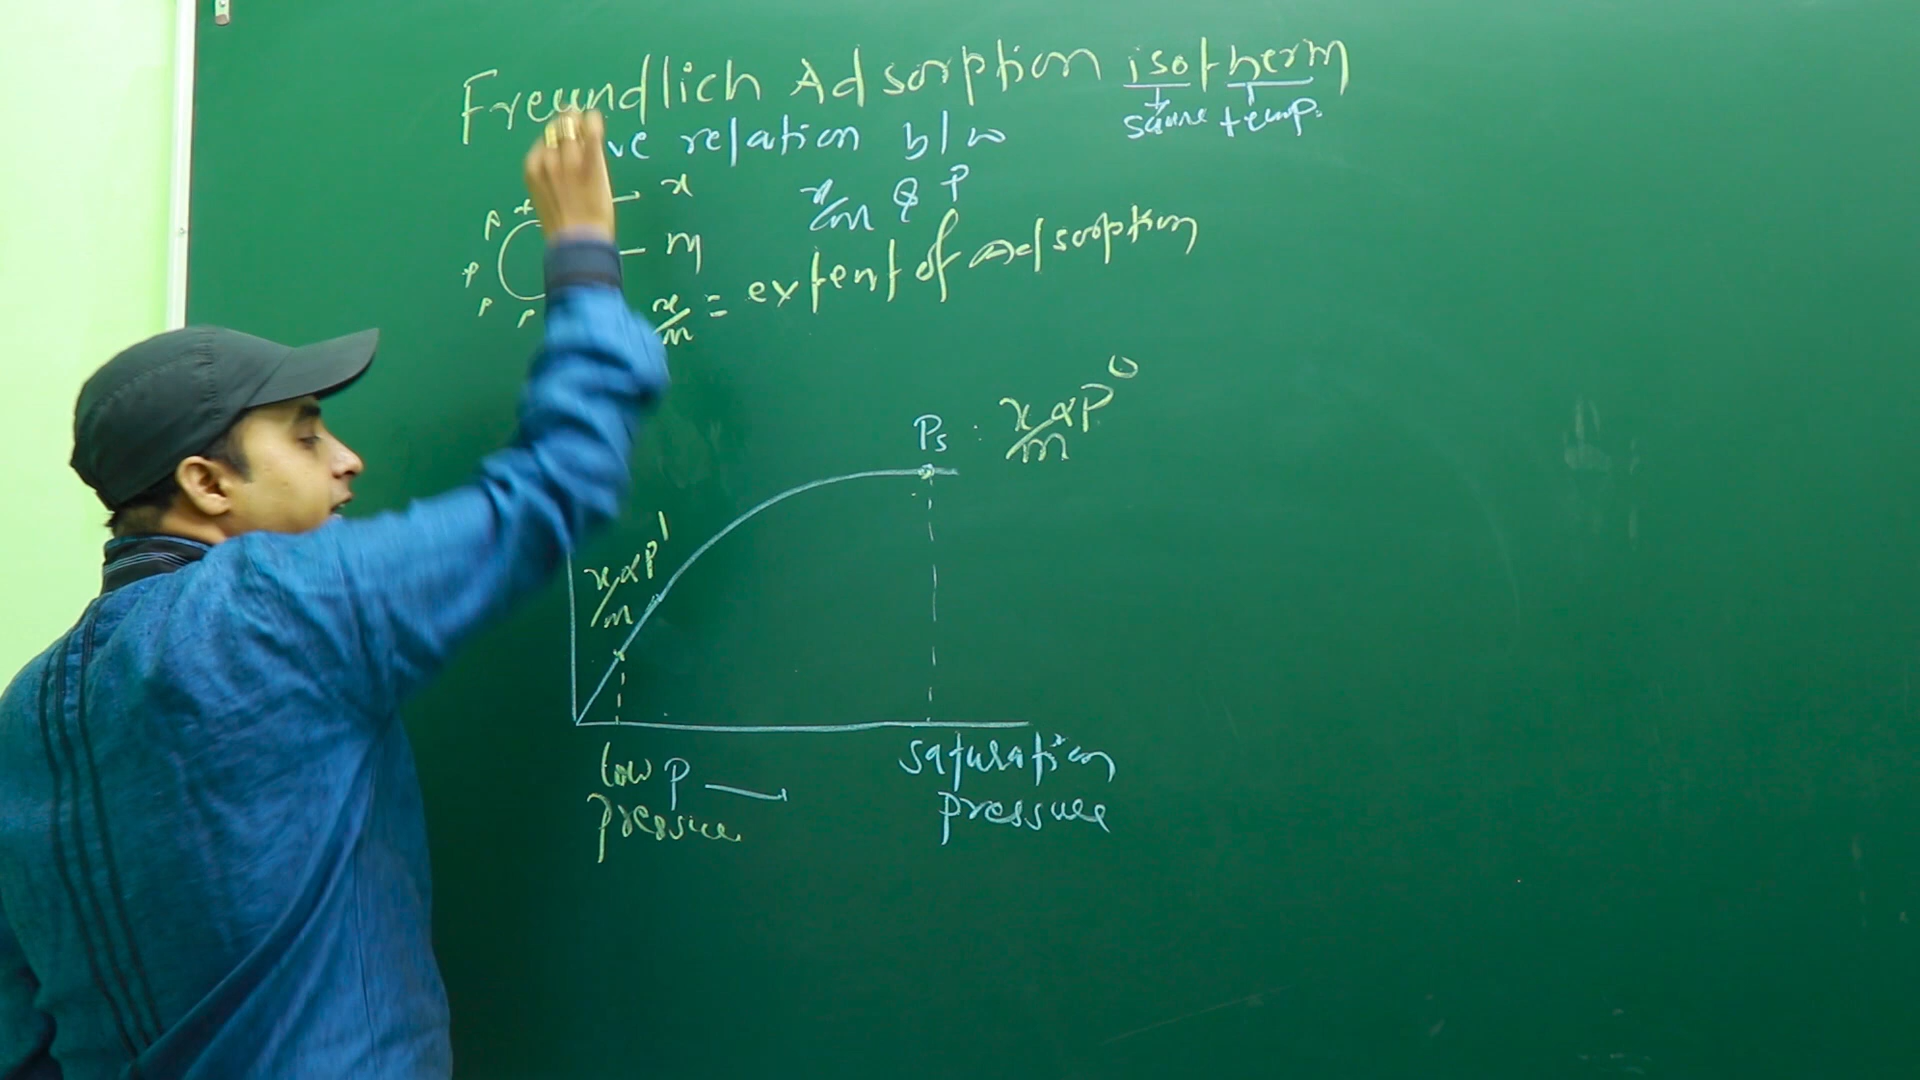 Freundlich Adsorption isotherm
ve relation b/w
same temp.
x
x/m & P
m
x/m = extent of Adsorption
Ps
x/m α P⁰
x/m α P¹
low P
pressure
saturation
pressure